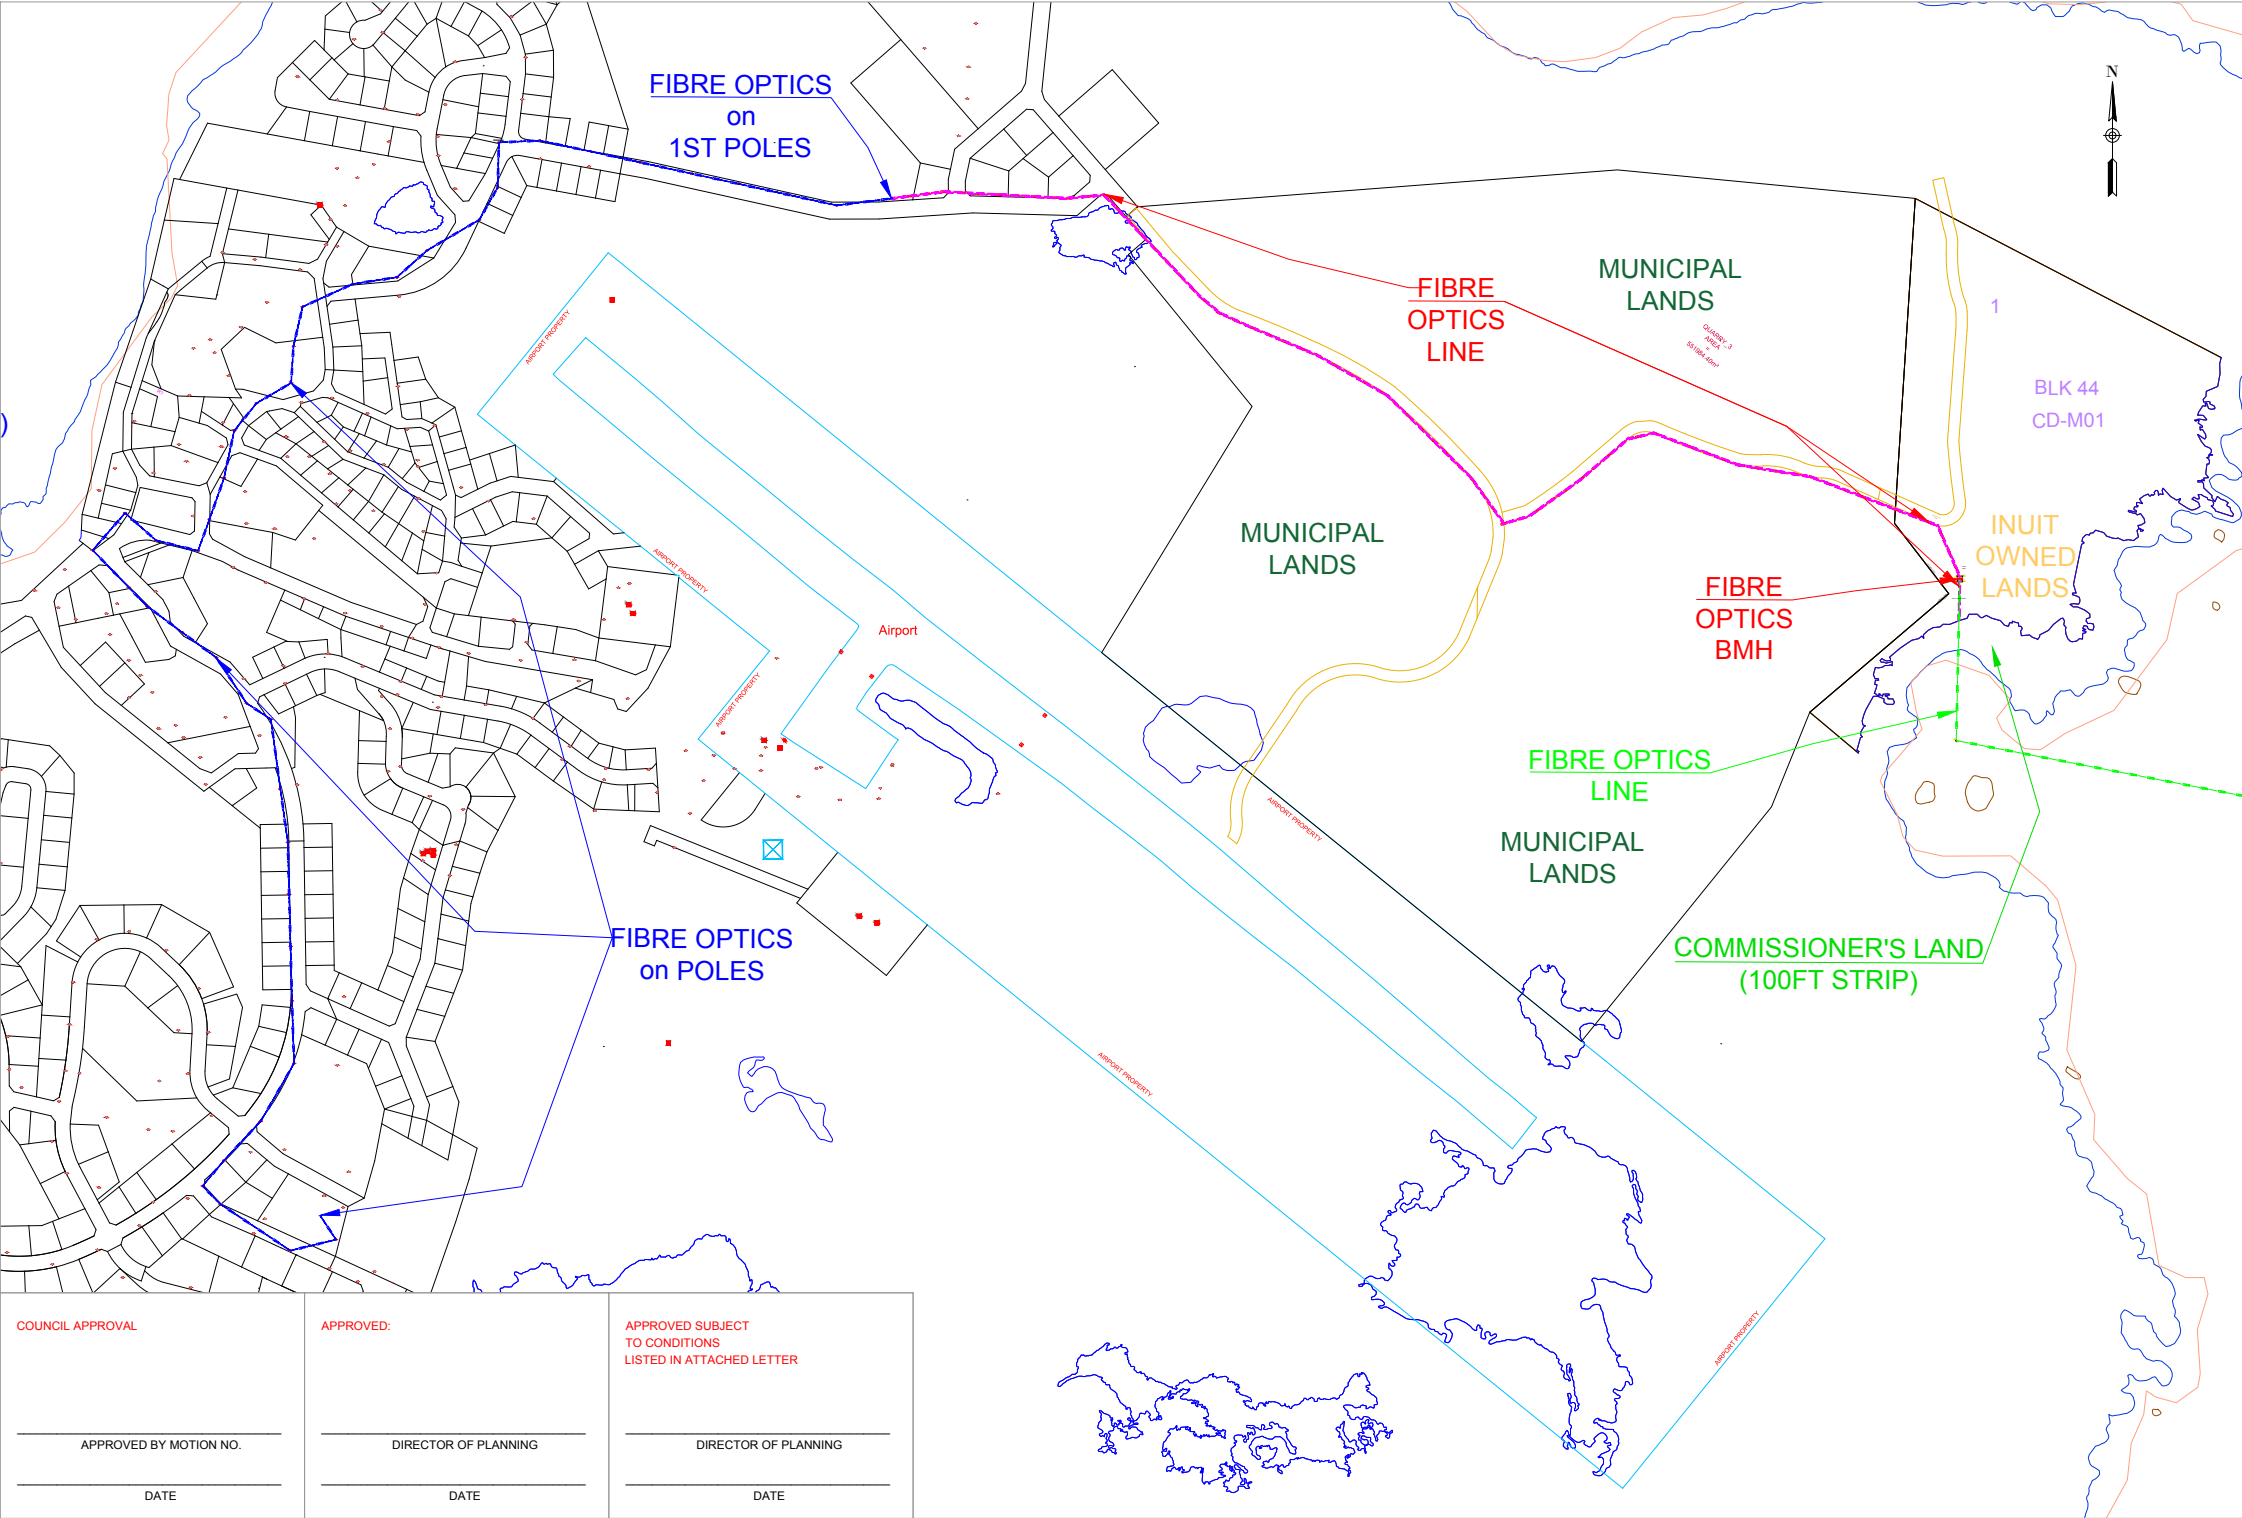 N
FIBRE OPTICS
on
1ST POLES
MUNICIPAL
LANDS
FIBRE
OPTICS
LINE
1
QUARRY_3
AREA
BLK 44
CD-M01
)
AIRPORT PROPERTY
MUNICIPAL
LANDS
INUIT
OWNED
LANDS
AIRPORT PROPERTY
FIBRE
OPTICS
BMH
Airport
AIRPORT PROPERTY
FIBRE OPTICS
LINE
AIRPORT PROPERTY
MUNICIPAL
LANDS
FIBRE OPTICS
on POLES
COMMISSIONER'S LAND
(100FT STRIP)
AIRPORT PROPERTY
AIRPORT PROPERTY
COUNCIL APPROVAL
APPROVED BY MOTION NO.
DATE
APPROVED:
DIRECTOR OF PLANNING
DATE
APPROVED SUBJECT
TO CONDITIONS
LISTED IN ATTACHED LETTER
DIRECTOR OF PLANNING
DATE